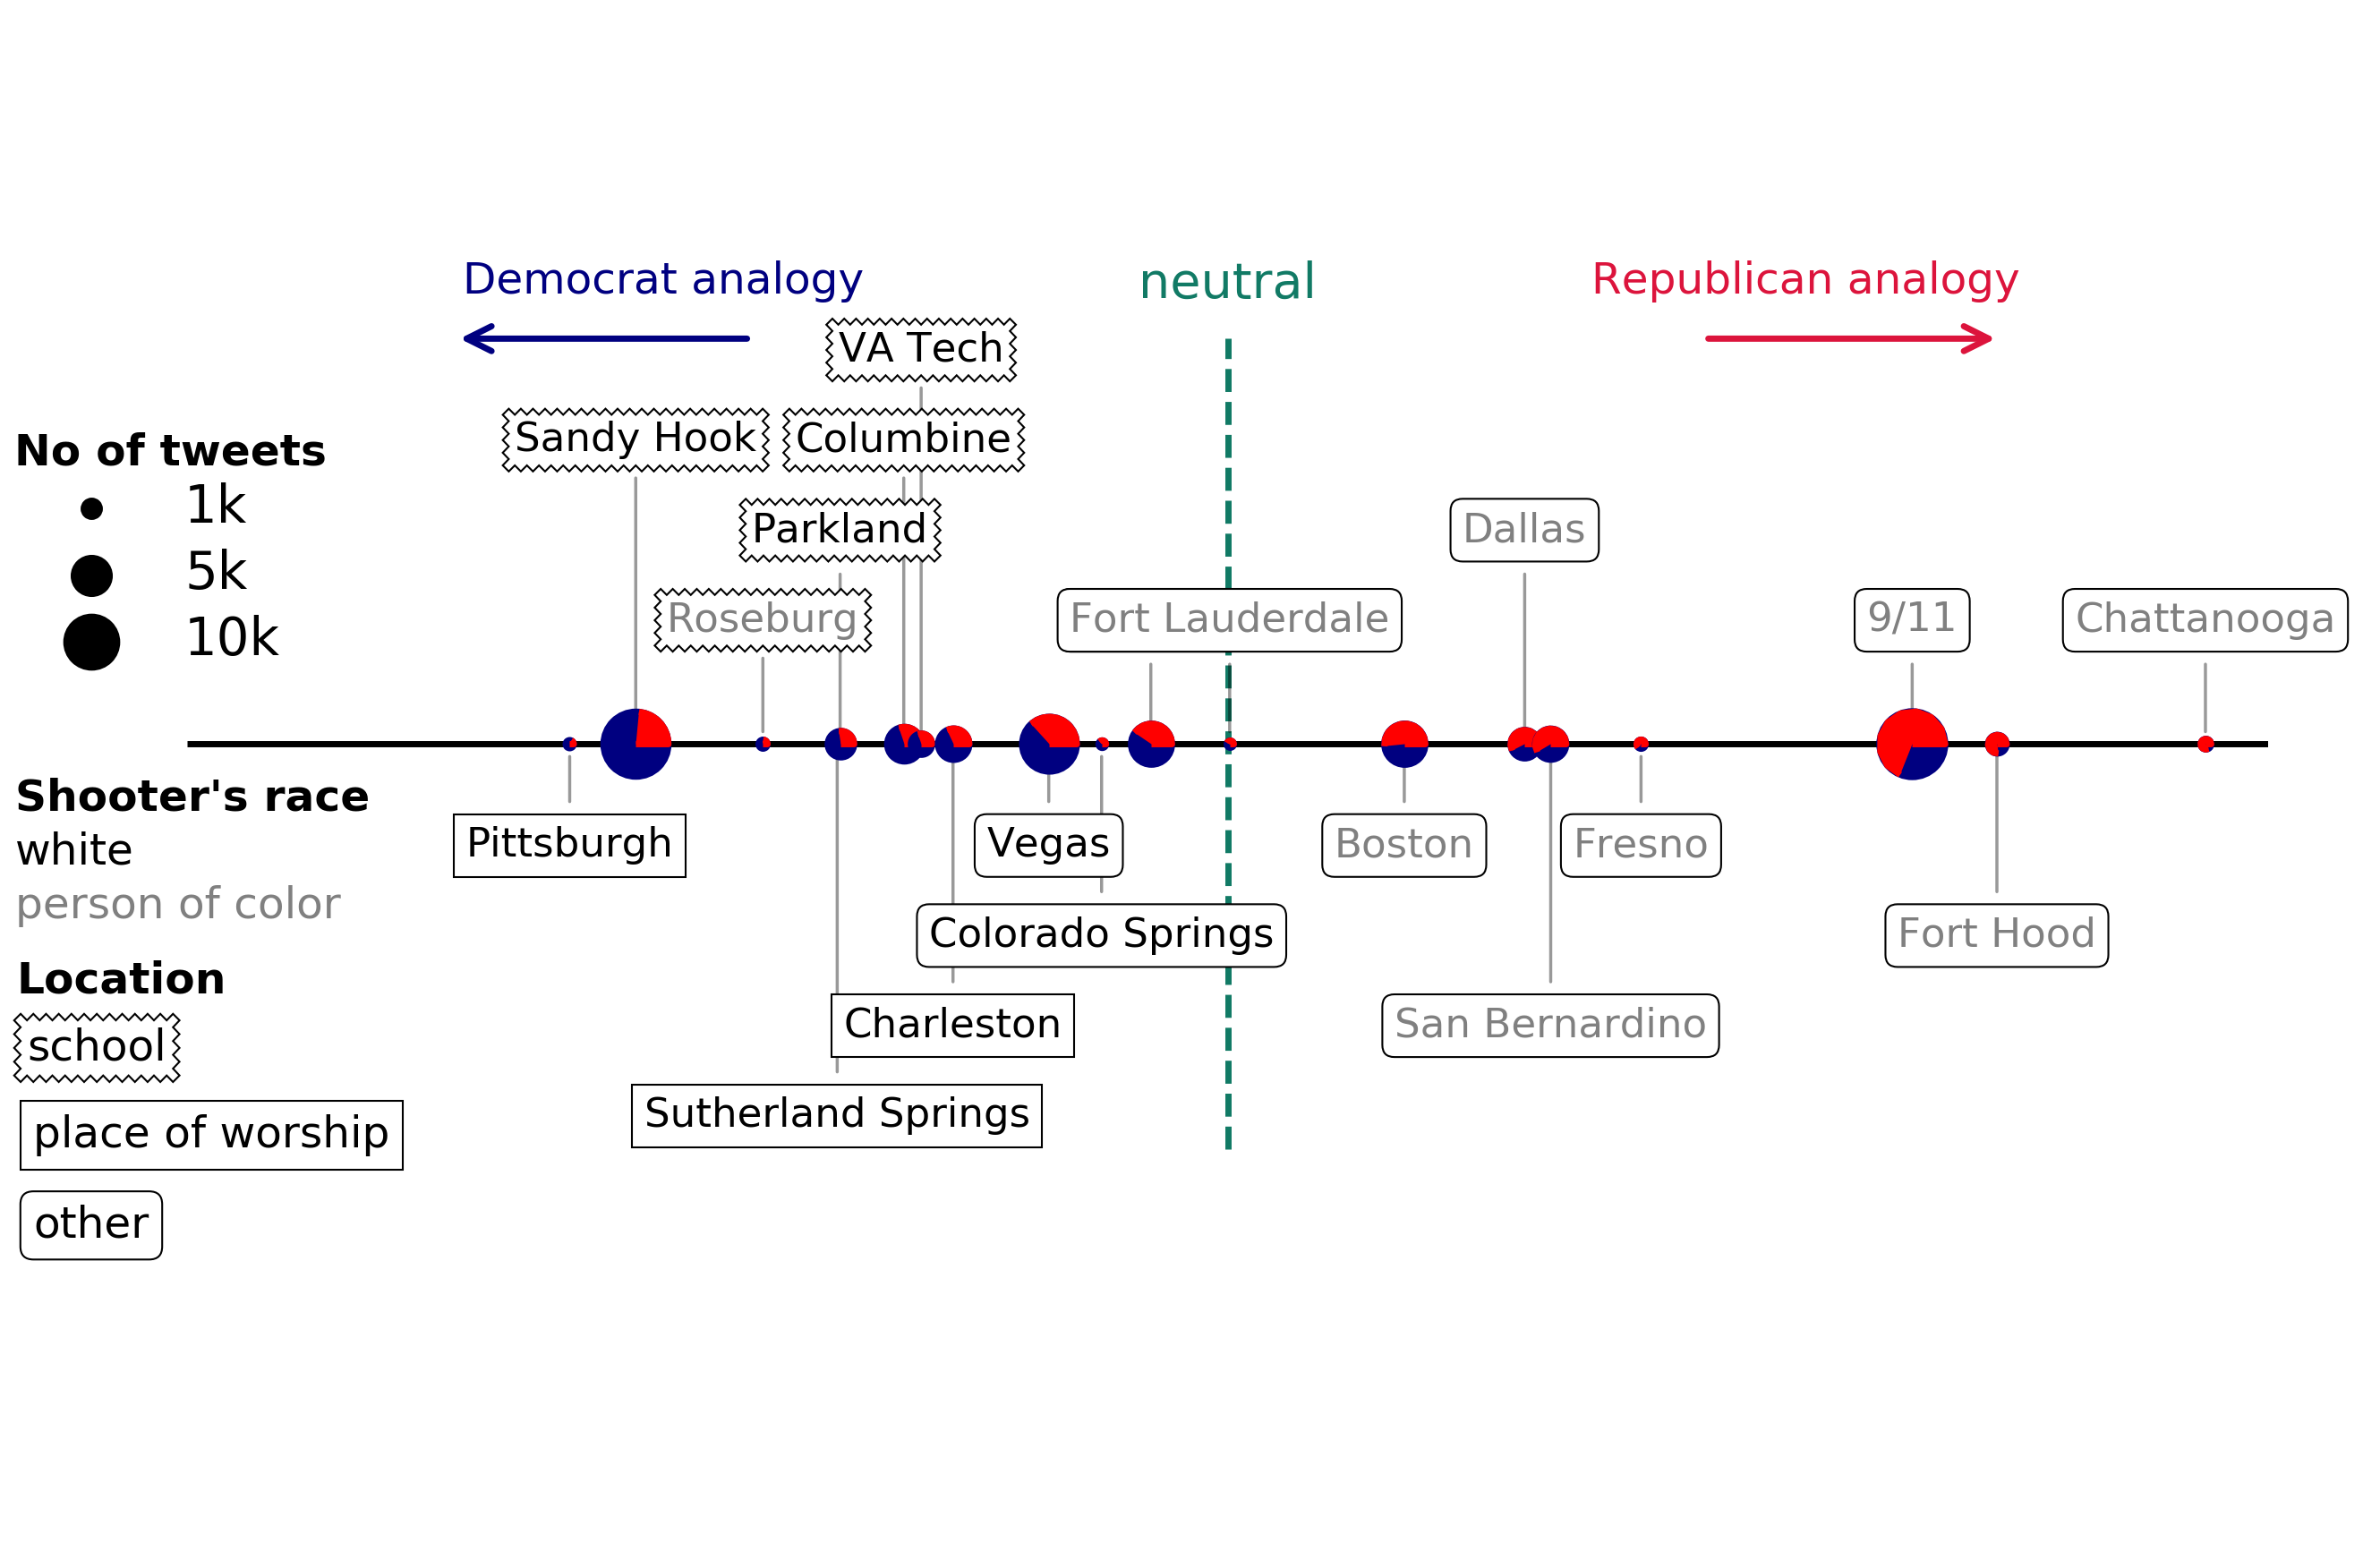 Democrat analogy
neutral
Republican analogy
VA Tech
No of tweets
Sandy Hook
Columbine
1k
Parkland
Dallas
5k
Roseburg
Fort Lauderdale
9/11
Chattanooga
10k
Shooter's race
white
person of color
Pittsburgh
Vegas
Boston
Fresno
Colorado Springs
Fort Hood
Location
Charleston
San Bernardino
school
Sutherland Springs
place of worship
other